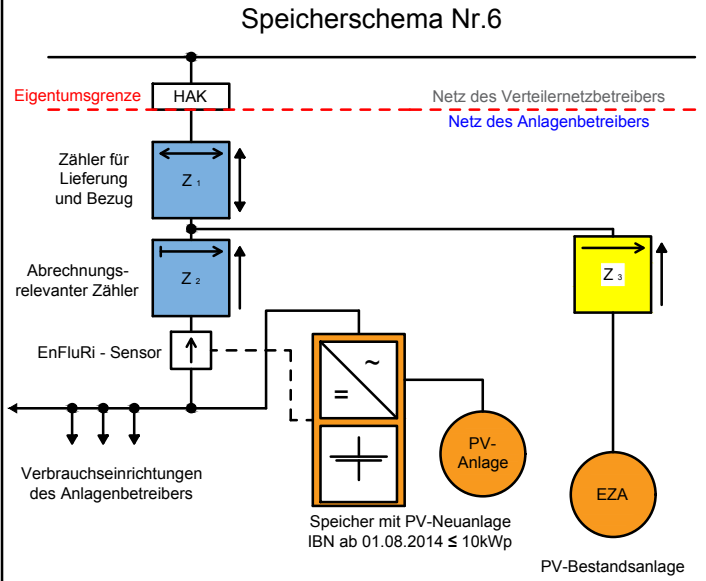 Speicherschema Nr.6
Eigentumsgrenze
HAK
Netz des Verteilernetzbetreibers
Netz des Anlagenbetreibers
Zähler für
Lieferung
und Bezug
Z 1
Abrechnungs-
relevanter Zähler
Z 2
Z 3
EnFluRi - Sensor
~
=
PV-
Anlage
Verbrauchseinrichtungen
des Anlagenbetreibers
EZA
Speicher mit PV-Neuanlage
IBN ab 01.08.2014 ≤ 10kWp
PV-Bestandsanlage